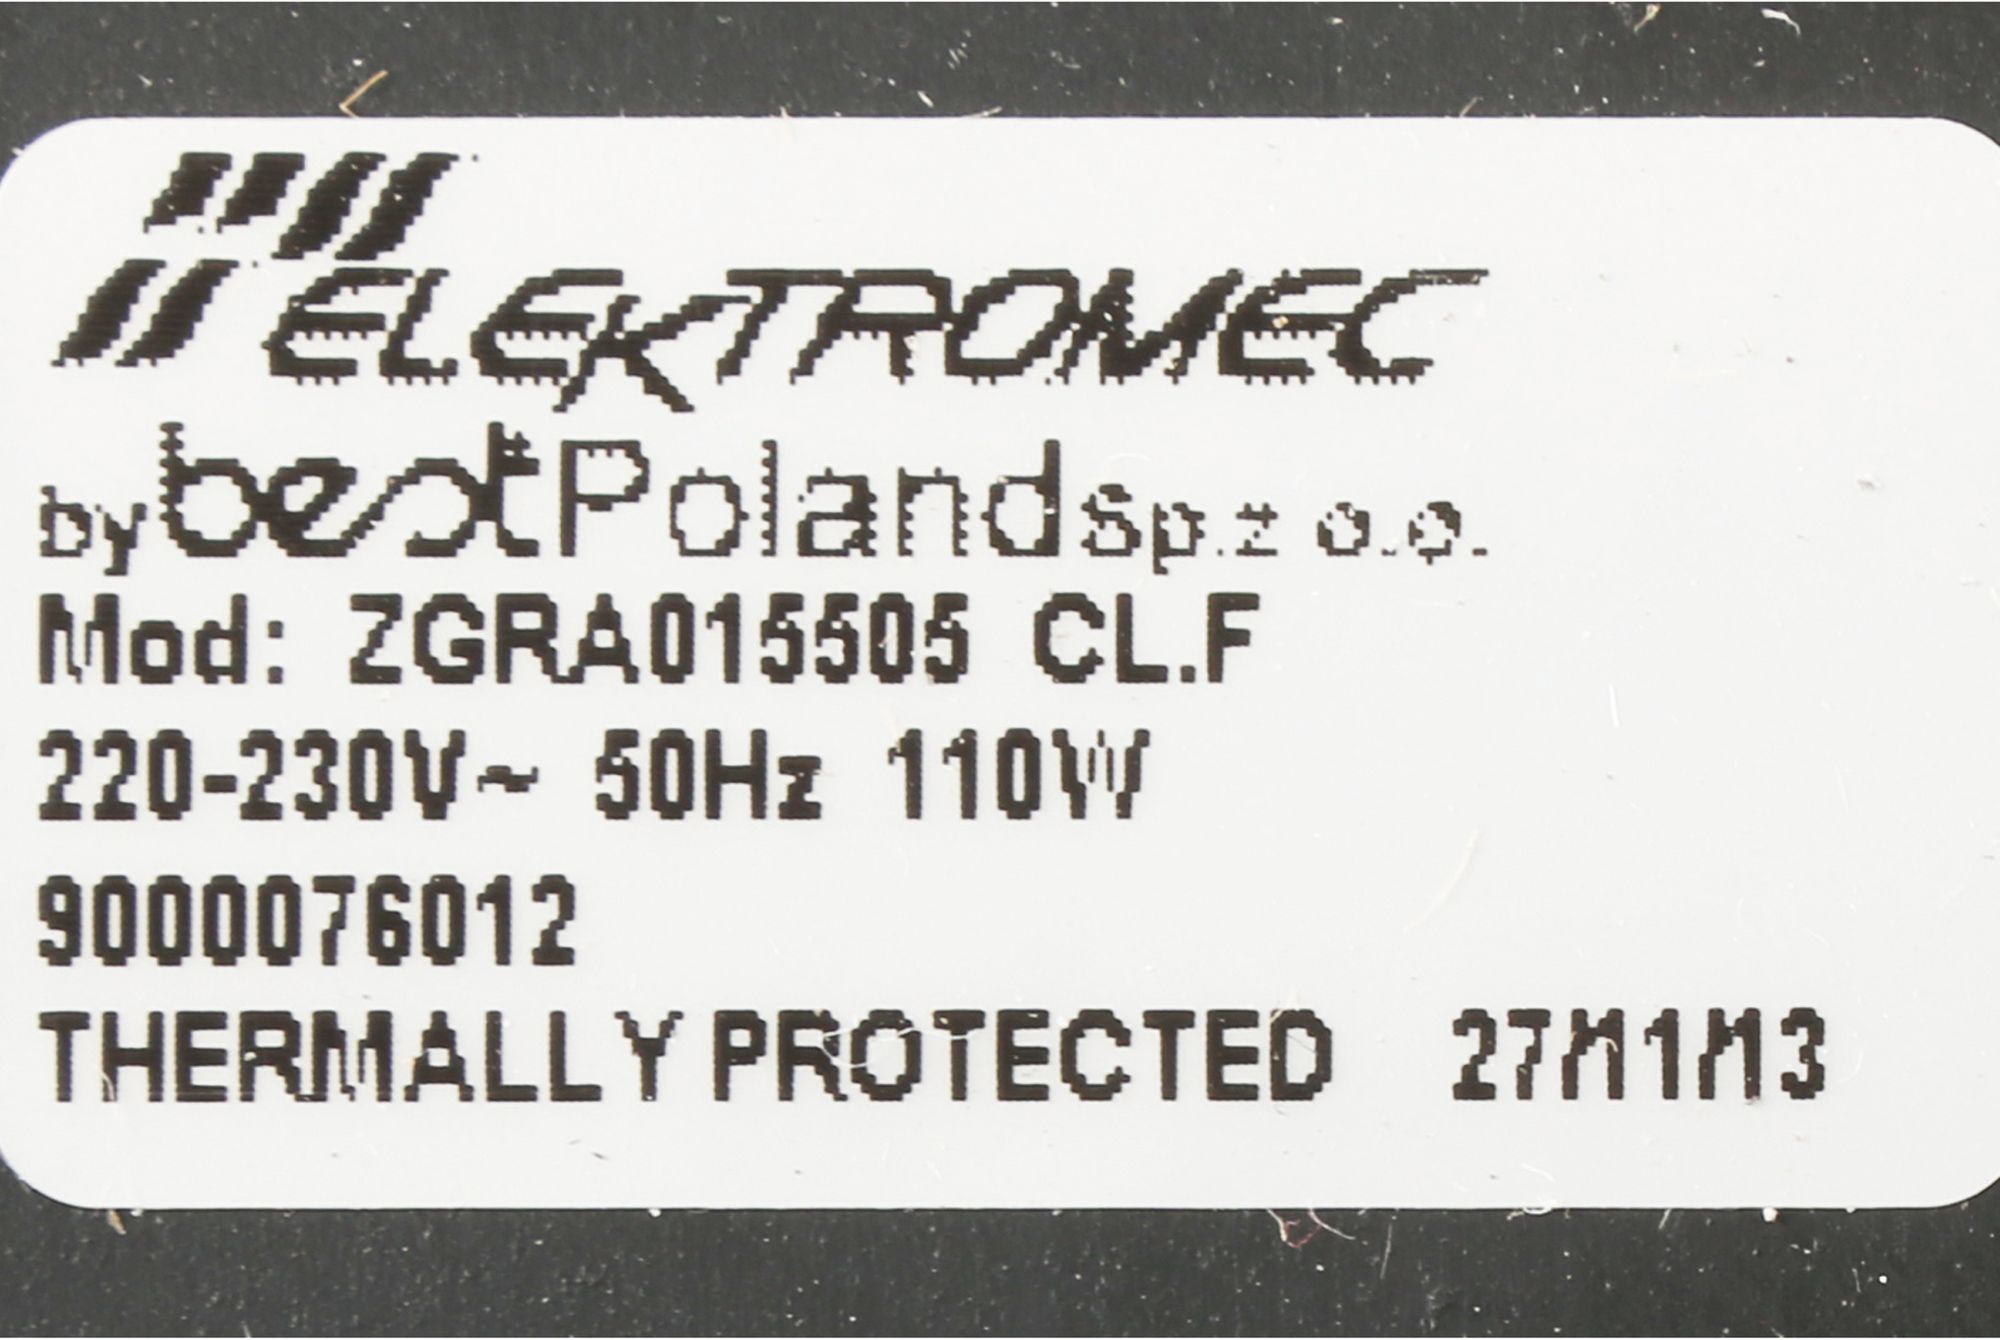 ELEKTROMEC
by best Poland sp.z o.o.
Mod: ZGRA015505 CL.F
220-230V~ 50Hz 110W
9000076012
THERMALLY PROTECTED 27/11/13